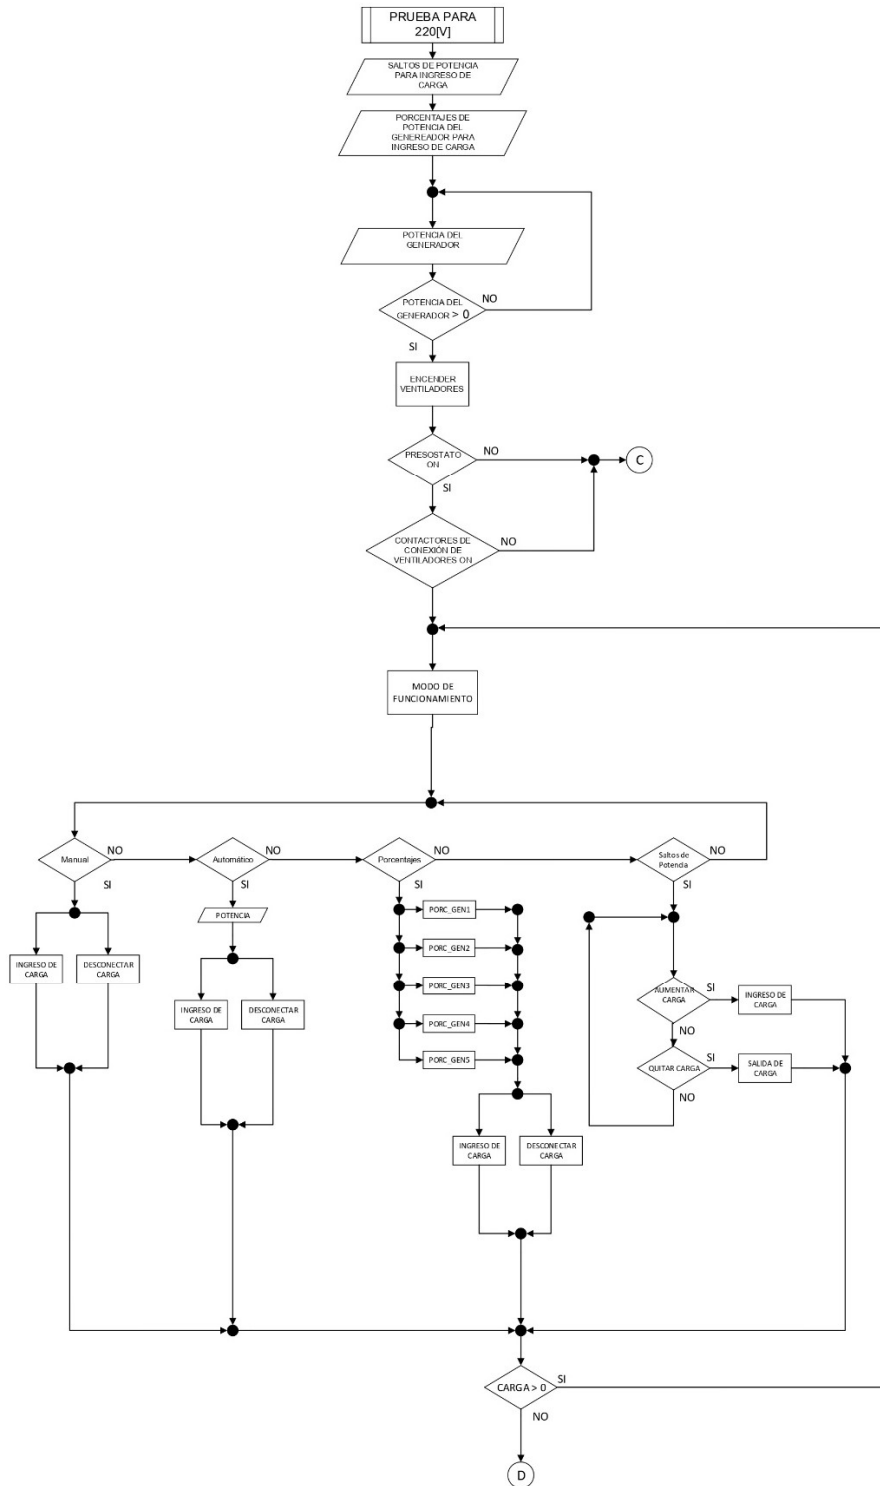 PRUEBA PARA
220[V]
SALTOS DE POTENCIA
PARA INGRESO DE
CARGA
PORCENTAJES DE
POTENCIA DEL
GENEREADOR PARA
INGRESO DE CARGA
POTENCIA DEL
GENERADOR
POTENCIA DEL
GENERADOR > 0
NO
SI
ENCENDER
VENTILADORES
PRESOSTATO
ON
NO
C
SI
CONTACTORES DE
CONEXIÓN DE
VENTILADORES ON
NO
MODO DE
FUNCIONAMIENTO
Manual
NO
Automático
NO
Porcentajes
NO
Saltos de
Potencia
NO
SI
SI
SI
SI
POTENCIA
PORC_GEN1
PORC_GEN2
PORC_GEN3
PORC_GEN4
PORC_GEN5
INGRESO DE
CARGA
DESCONECTAR
CARGA
INGRESO DE
CARGA
DESCONECTAR
CARGA
AUMENTAR
CARGA
SI
INGRESO DE
CARGA
NO
QUITAR CARGA
SI
SALIDA DE
CARGA
NO
INGRESO DE
CARGA
DESCONECTAR
CARGA
CARGA > 0
SI
NO
D